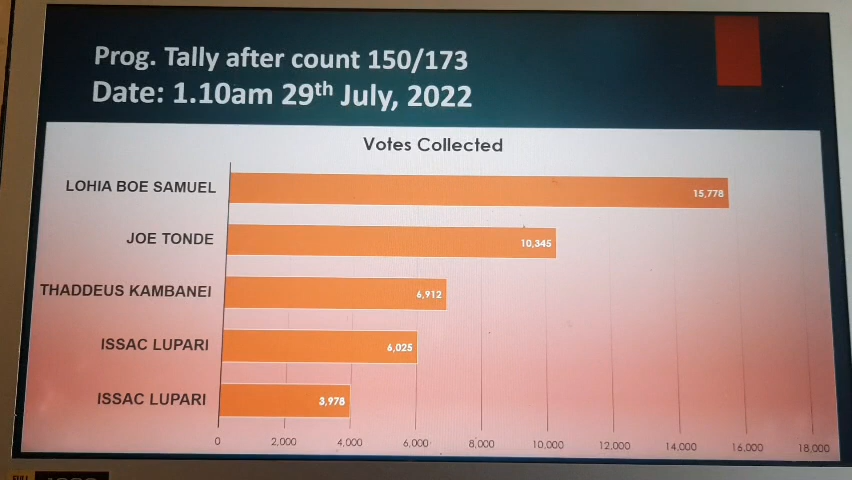 Prog. Tally after count 150/173
Date: 1.10am 29th July, 2022
Votes Collected
LOHIA BOE SAMUEL 15,778
JOE TONDE 10,345
THADDEUS KAMBANEI 6,912
ISSAC LUPARI 6,025
ISSAC LUPARI 3,978
0 2,000 4,000 6,000 8,000 10,000 12,000 14,000 16,000 18,000